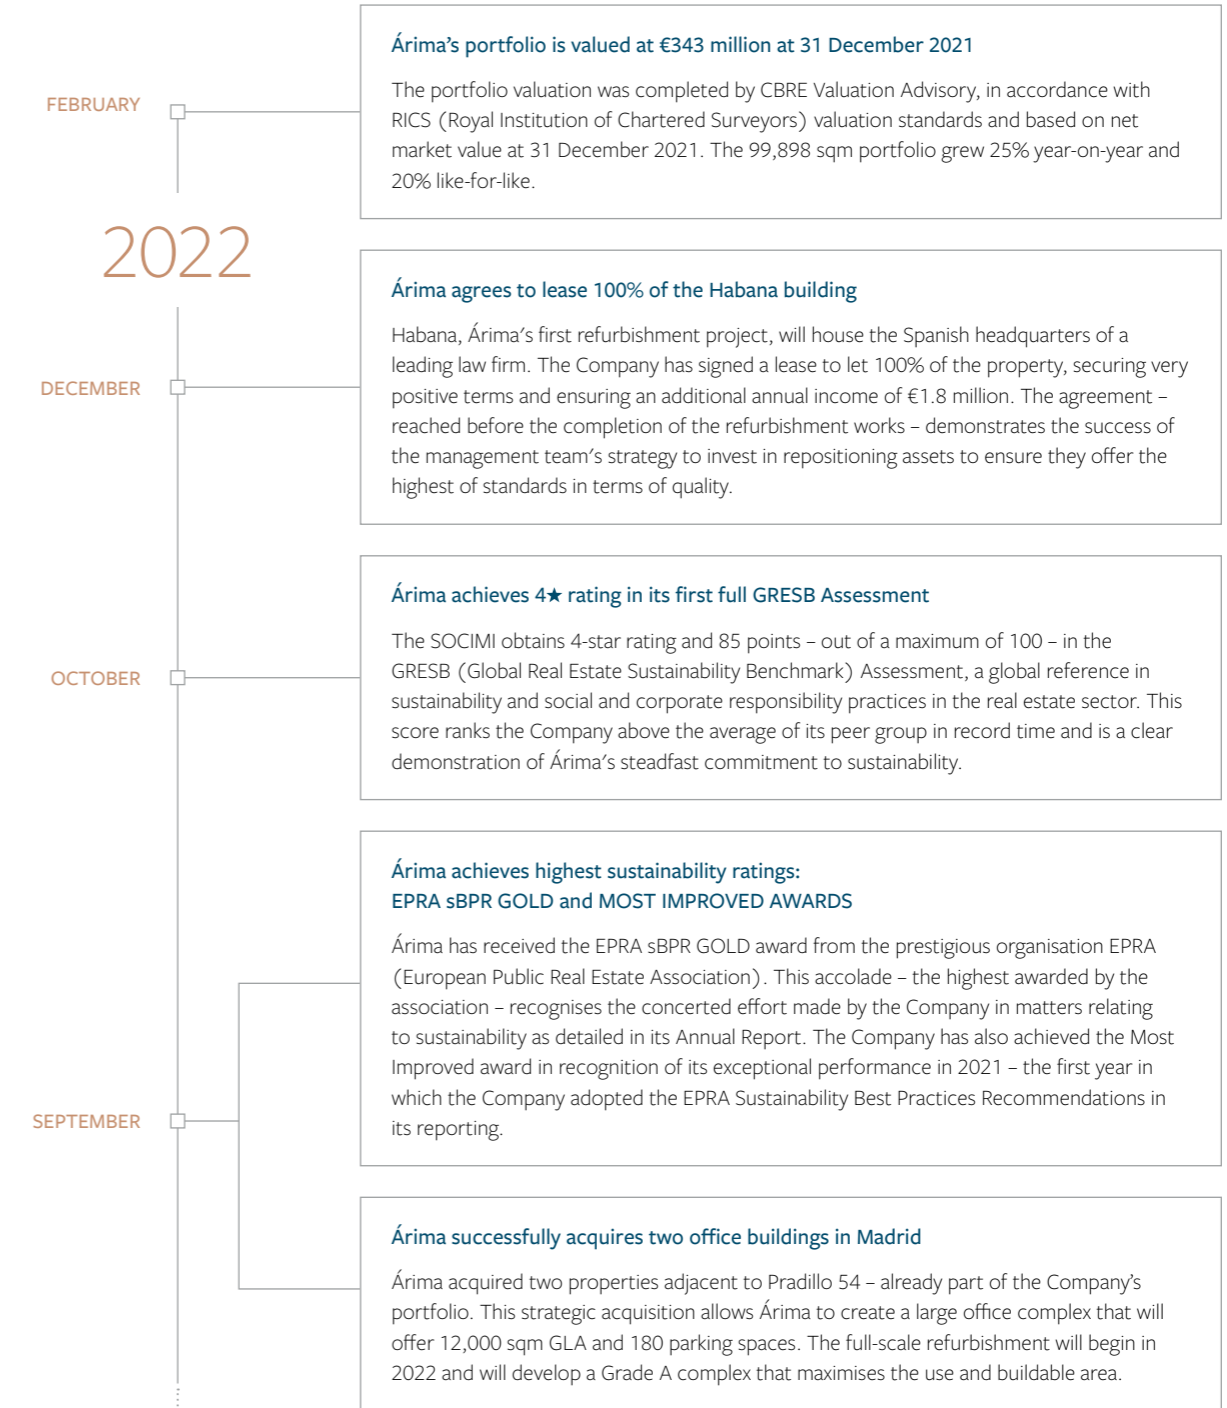 Árima’s portfolio is valued at €343 million at 31 December 2021
FEBRUARY
The portfolio valuation was completed by CBRE Valuation Advisory, in accordance with
RICS (Royal Institution of Chartered Surveyors) valuation standards and based on net
market value at 31 December 2021. The 99,898 sqm portfolio grew 25% year-on-year and
20% like-for-like.
2022
Árima agrees to lease 100% of the Habana building
DECEMBER
Habana, Árima’s first refurbishment project, will house the Spanish headquarters of a
leading law firm. The Company has signed a lease to let 100% of the property, securing very
positive terms and ensuring an additional annual income of €1.8 million. The agreement –
reached before the completion of the refurbishment works – demonstrates the success of
the management team’s strategy to invest in repositioning assets to ensure they offer the
highest of standards in terms of quality.
Árima achieves 4★ rating in its first full GRESB Assessment
OCTOBER
The SOCIMI obtains 4-star rating and 85 points – out of a maximum of 100 – in the
GRESB (Global Real Estate Sustainability Benchmark) Assessment, a global reference in
sustainability and social and corporate responsibility practices in the real estate sector. This
score ranks the Company above the average of its peer group in record time and is a clear
demonstration of Árima’s steadfast commitment to sustainability.
Árima achieves highest sustainability ratings:
EPRA sBPR GOLD and MOST IMPROVED AWARDS
SEPTEMBER
Árima has received the EPRA sBPR GOLD award from the prestigious organisation EPRA
(European Public Real Estate Association). This accolade – the highest awarded by the
association – recognises the concerted effort made by the Company in matters relating
to sustainability as detailed in its Annual Report. The Company has also achieved the Most
Improved award in recognition of its exceptional performance in 2021 – the first year in
which the Company adopted the EPRA Sustainability Best Practices Recommendations in
its reporting.
Árima successfully acquires two office buildings in Madrid
Árima acquired two properties adjacent to Pradillo 54 – already part of the Company’s
portfolio. This strategic acquisition allows Árima to create a large office complex that will
offer 12,000 sqm GLA and 180 parking spaces. The full-scale refurbishment will begin in
2022 and will develop a Grade A complex that maximises the use and buildable area.